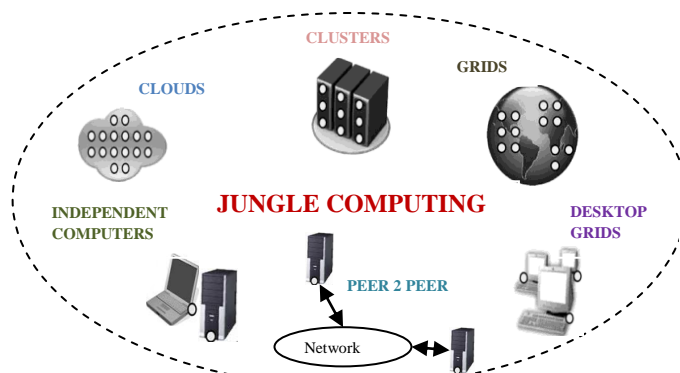 CLUSTERS
GRIDS
CLOUDS
JUNGLE COMPUTING
INDEPENDENT
COMPUTERS
DESKTOP
GRIDS
PEER 2 PEER
Network